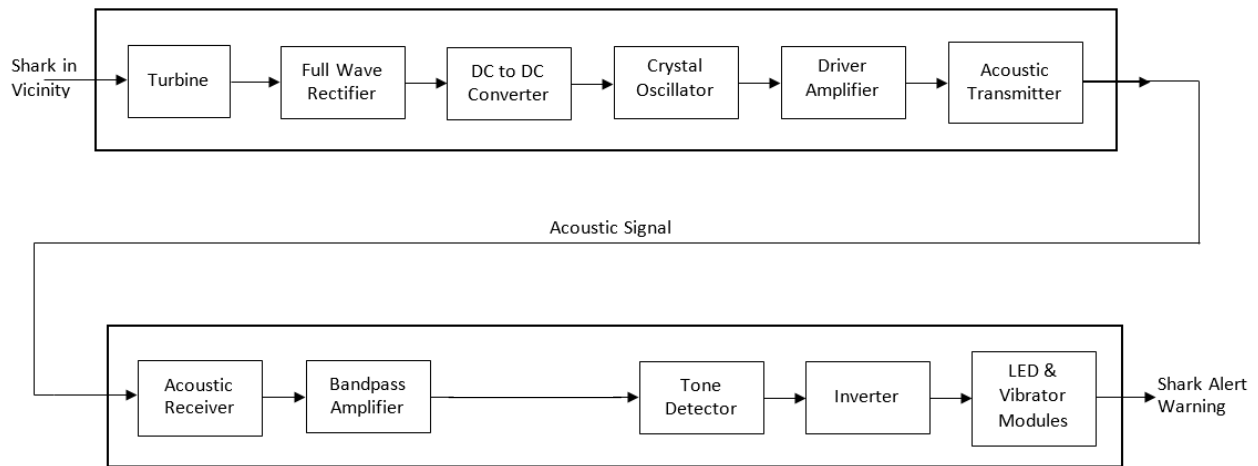 Shark in
Vicinity
Turbine
Full Wave
Rectifier
DC to DC
Converter
Crystal
Oscillator
Driver
Amplifier
Acoustic
Transmitter
Acoustic Signal
Acoustic
Receiver
Bandpass
Amplifier
Tone
Detector
Inverter
LED &
Vibrator
Modules
Shark Alert
Warning